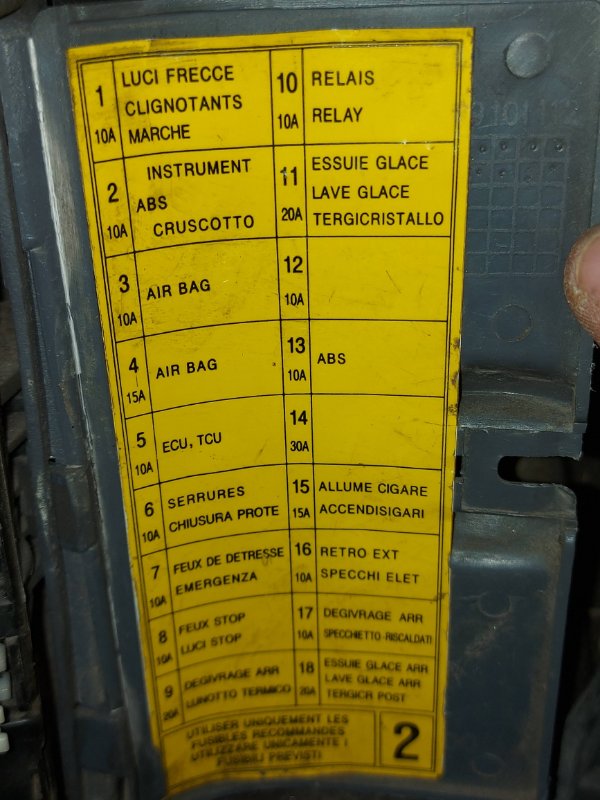 1
10A
LUCI FRECCE
CLIGNOTANTS
MARCHE
2
10A
INSTRUMENT
ABS
CRUSCOTTO
3
10A
AIR BAG
4
15A
AIR BAG
5
10A
ECU, TCU
6
10A
SERRURES
CHIUSURA PROTE
7
10A
FEUX DE DETRESSE
EMERGENZA
8
10A
FEUX STOP
LUCI STOP
9
20A
DEGIVRAGE ARR
LUNOTTO TERMICO
10
10A
RELAIS
RELAY
11
20A
ESSUIE GLACE
LAVE GLACE
TERGICRISTALLO
12
10A
13
10A
ABS
14
30A
15
15A
ALLUME CIGARE
ACCENDISIGARI
16
10A
RETRO EXT
SPECCHI ELET
17
10A
DEGIVRAGE ARR
SPECCHIETTO-RISCALDATI
18
20A
ESSUIE GLACE ARR
LAVE GLACE ARR
TERGICR POST
UTILISER UNIQUEMENT LES
FUSIBLES RECOMMANDES
UTILIZZARE UNICAMENTE I
FUSIBILI PREVISTI
2